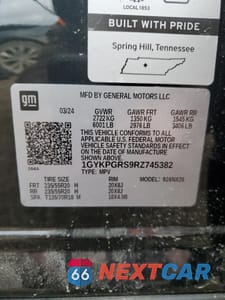 LOCAL 1853
BUILT WITH PRIDE
Spring Hill, Tennessee
gm
MFD BY GENERAL MOTORS LLC
03/24 GVWR GAWR FRT GAWR RR
2722 KG 1350 KG 1545 KG
6001 LB 2976 LB 3406 LB
THIS VEHICLE CONFORMS TO ALL APPLICABLE
U.S. FEDERAL MOTOR VEHICLE SAFETY
STANDARDS IN EFFECT ON THE DATE OF
MANUFACTURE SHOWN ABOVE.
1GYKPGRS9RZ745382
TYPE: MPV
TIRE SIZE RIM MODEL:
FRT 235/55R20 H 20X8J
RR 235/55R20 H 20X8J
SPA T135/70R18 M 18X4.5B
66 NEXTCAR